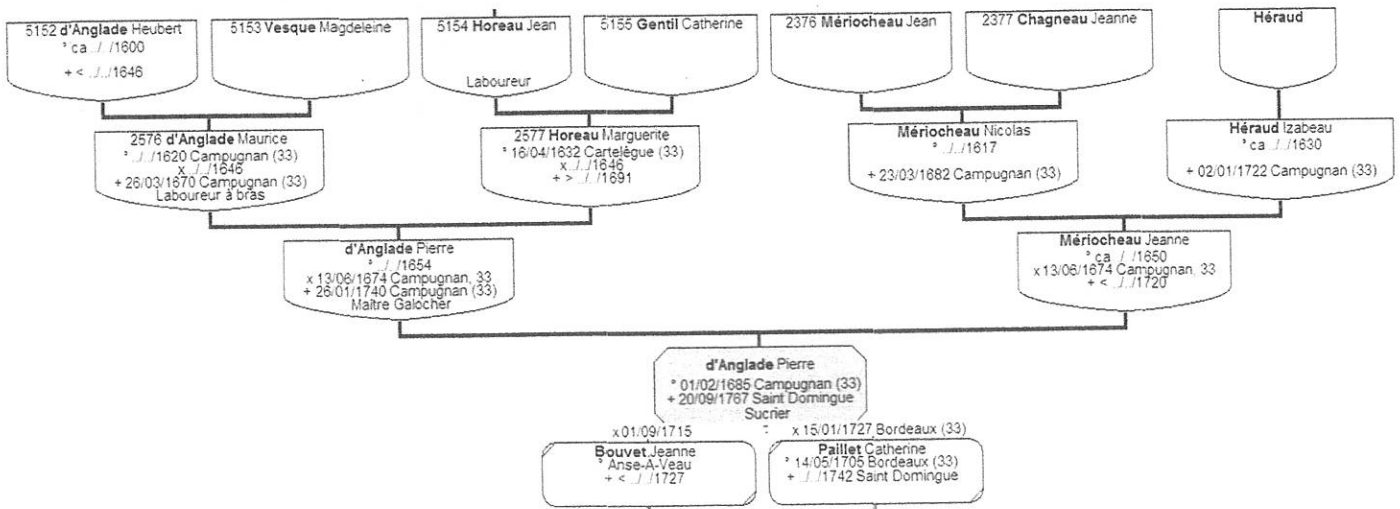 5152 d'Anglade Heubert
° ca ../../1600
+ < ../../1646
5153 Vesque Magdeleine
5154 Horeau Jean
Laboureur
5155 Gentil Catherine
2376 Mériocheau Jean
2377 Chagneau Jeanne
Héraud
2576 d'Anglade Maurice
° ../../1620 Campugnan (33)
x ../../1646
+ 26/03/1670 Campugnan (33)
Laboureur à bras
2577 Horeau Marguerite
° 16/04/1632 Cartelègue (33)
x ../../1646
+ > ../../1691
Mériocheau Nicolas
° ../../1617
+ 23/03/1682 Campugnan (33)
Héraud Izabeau
° ca ../../1630
+ 02/01/1722 Campugnan (33)
d'Anglade Pierre
° ../../1654
x 13/06/1674 Campugnan, 33
+ 26/01/1740 Campugnan (33)
Maître Galocher
Mériocheau Jeanne
° ca ../../1650
x 13/06/1674 Campugnan, 33
+ < ../../1720
d'Anglade Pierre
° 01/02/1685 Campugnan (33)
+ 20/09/1767 Saint Domingue
Sucrier
x 01/09/1715
x 15/01/1727 Bordeaux (33)
Bouvet Jeanne
° Anse-A-Veau
+ < ../../1727
Paillet Catherine
° 14/05/1705 Bordeaux (33)
+ ../../1742 Saint Domingue